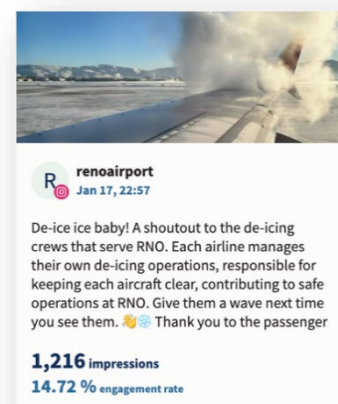 R
renoairport
Jan 17, 22:57
De-ice ice baby! A shoutout to the de-icing
crews that serve RNO. Each airline manages
their own de-icing operations, responsible for
keeping each aircraft clear, contributing to safe
operations at RNO. Give them a wave next time
you see them. 👋❄️ Thank you to the passenger
1,216 impressions
14.72 % engagement rate